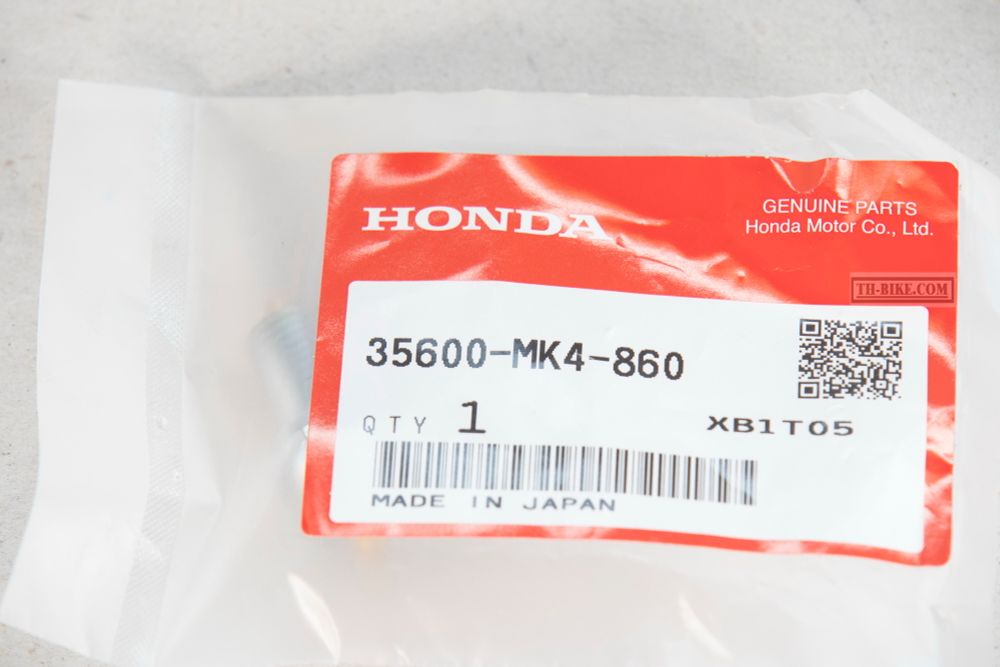 HONDA
GENUINE PARTS
Honda Motor Co., Ltd.
TH-BIKE.COM
35600-MK4-860
QTY 1
XB1T05
MADE IN JAPAN